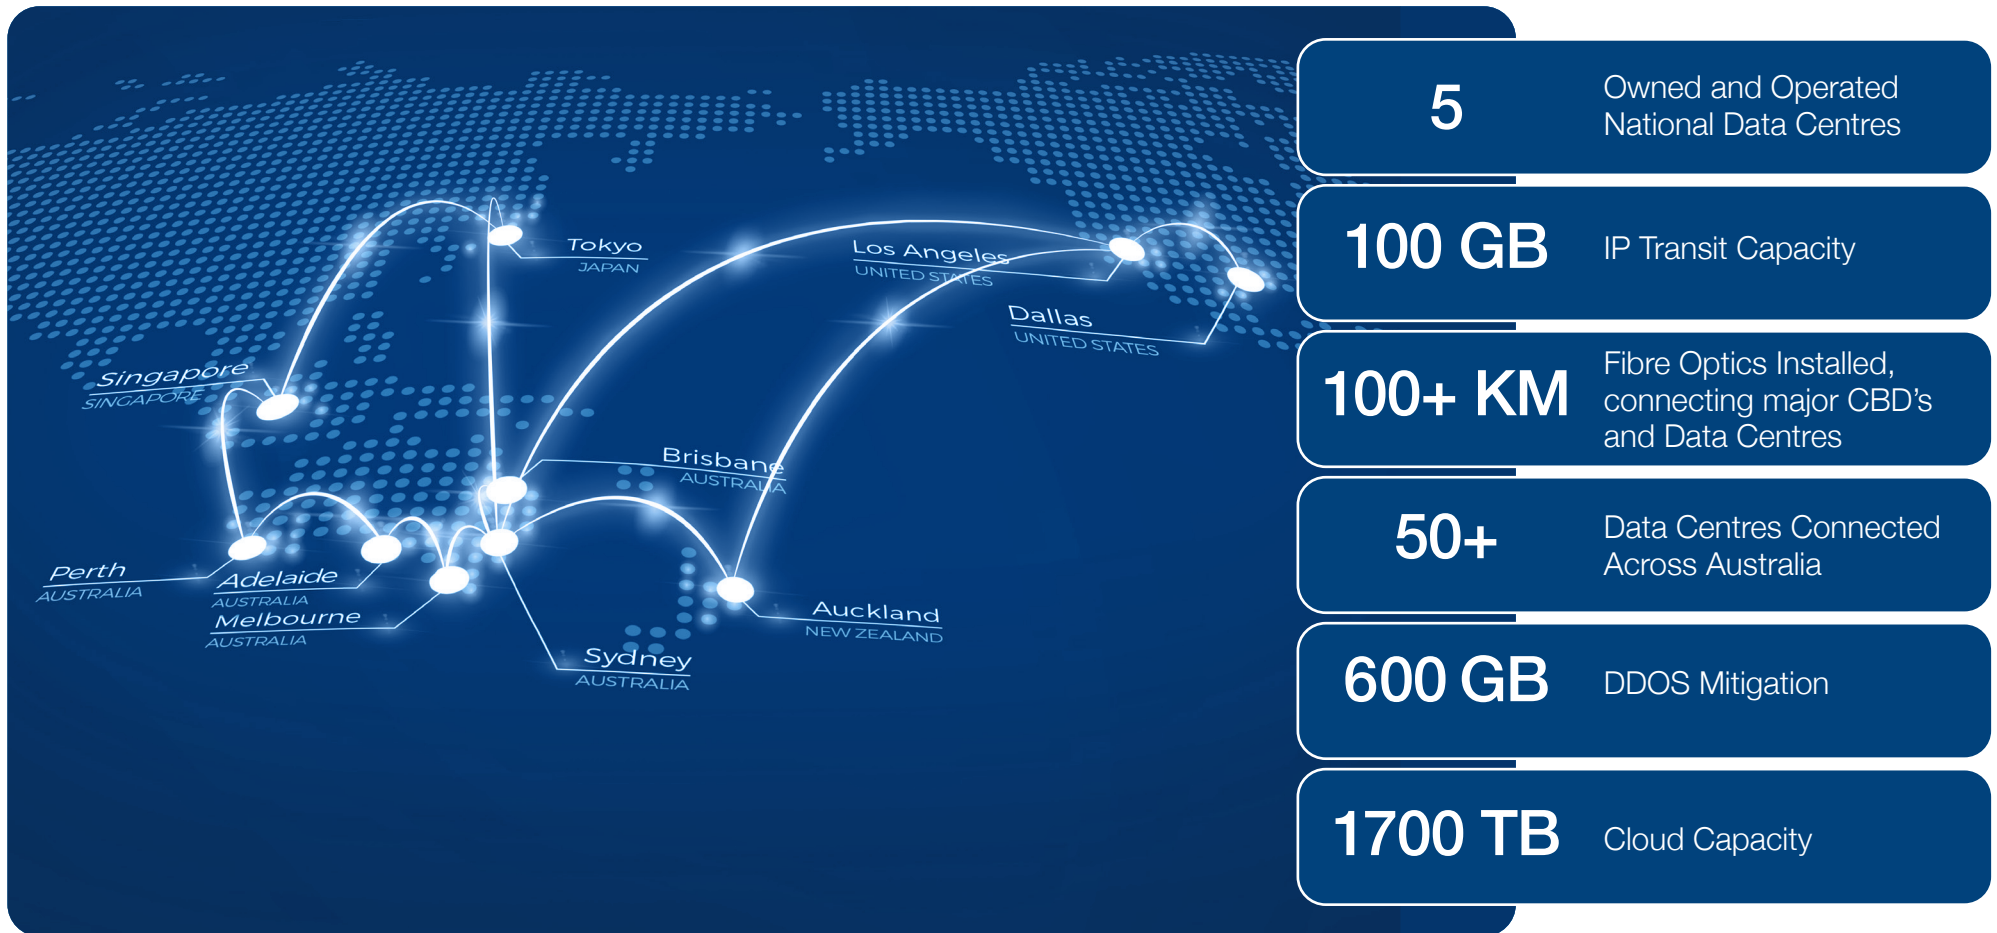 Tokyo
JAPAN
Los Angeles
UNITED STATES
Dallas
UNITED STATES
Singapore
SINGAPORE
Brisbane
AUSTRALIA
Perth
AUSTRALIA
Adelaide
AUSTRALIA
Melbourne
AUSTRALIA
Auckland
NEW ZEALAND
Sydney
AUSTRALIA
5
Owned and Operated
National Data Centres
100 GB
IP Transit Capacity
100+ KM
Fibre Optics Installed,
connecting major CBD’s
and Data Centres
50+
Data Centres Connected
Across Australia
600 GB
DDOS Mitigation
1700 TB
Cloud Capacity